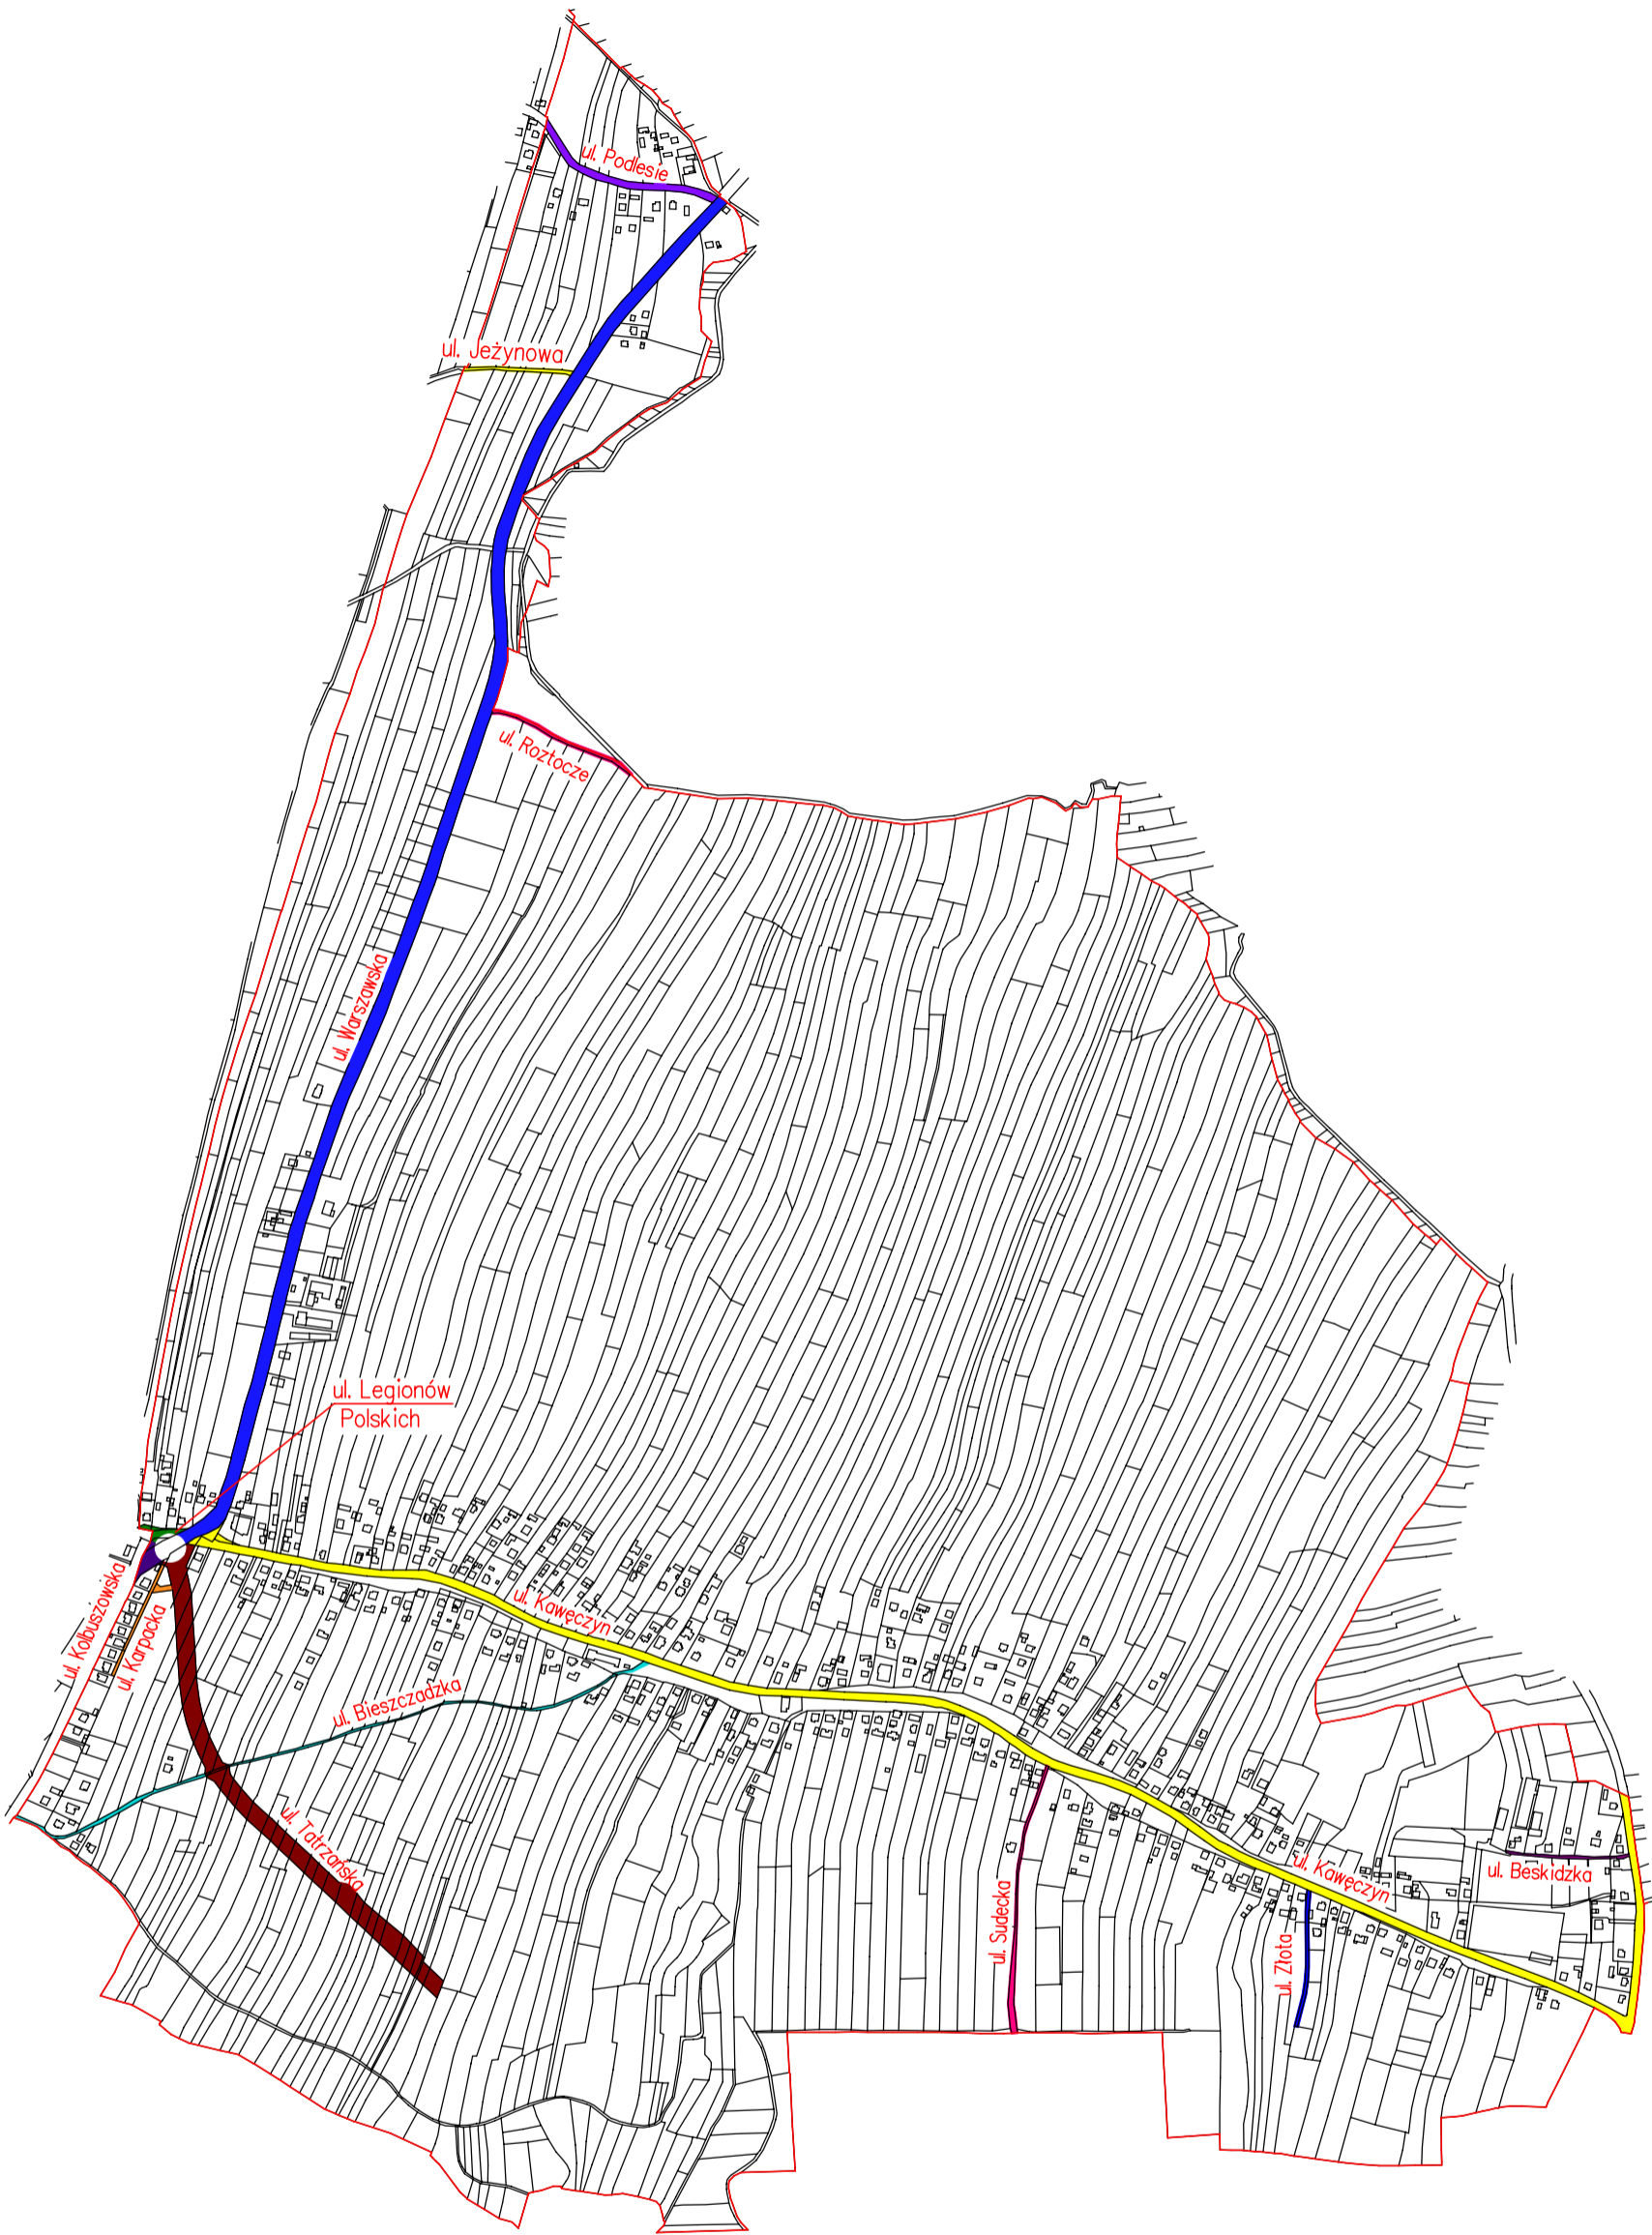 ul. Podlesie
ul. Jeżynowa
ul. Roztocze
ul. Warszawska
ul. Legionów
Polskich
ul. Kolbuszowska
ul. Karpacka
ul. Kawęczyn
ul. Bieszczadzka
ul. Tatrzańska
ul. Sudecka
ul. Kawęczyn
ul. Beskidzka
ul. Złota